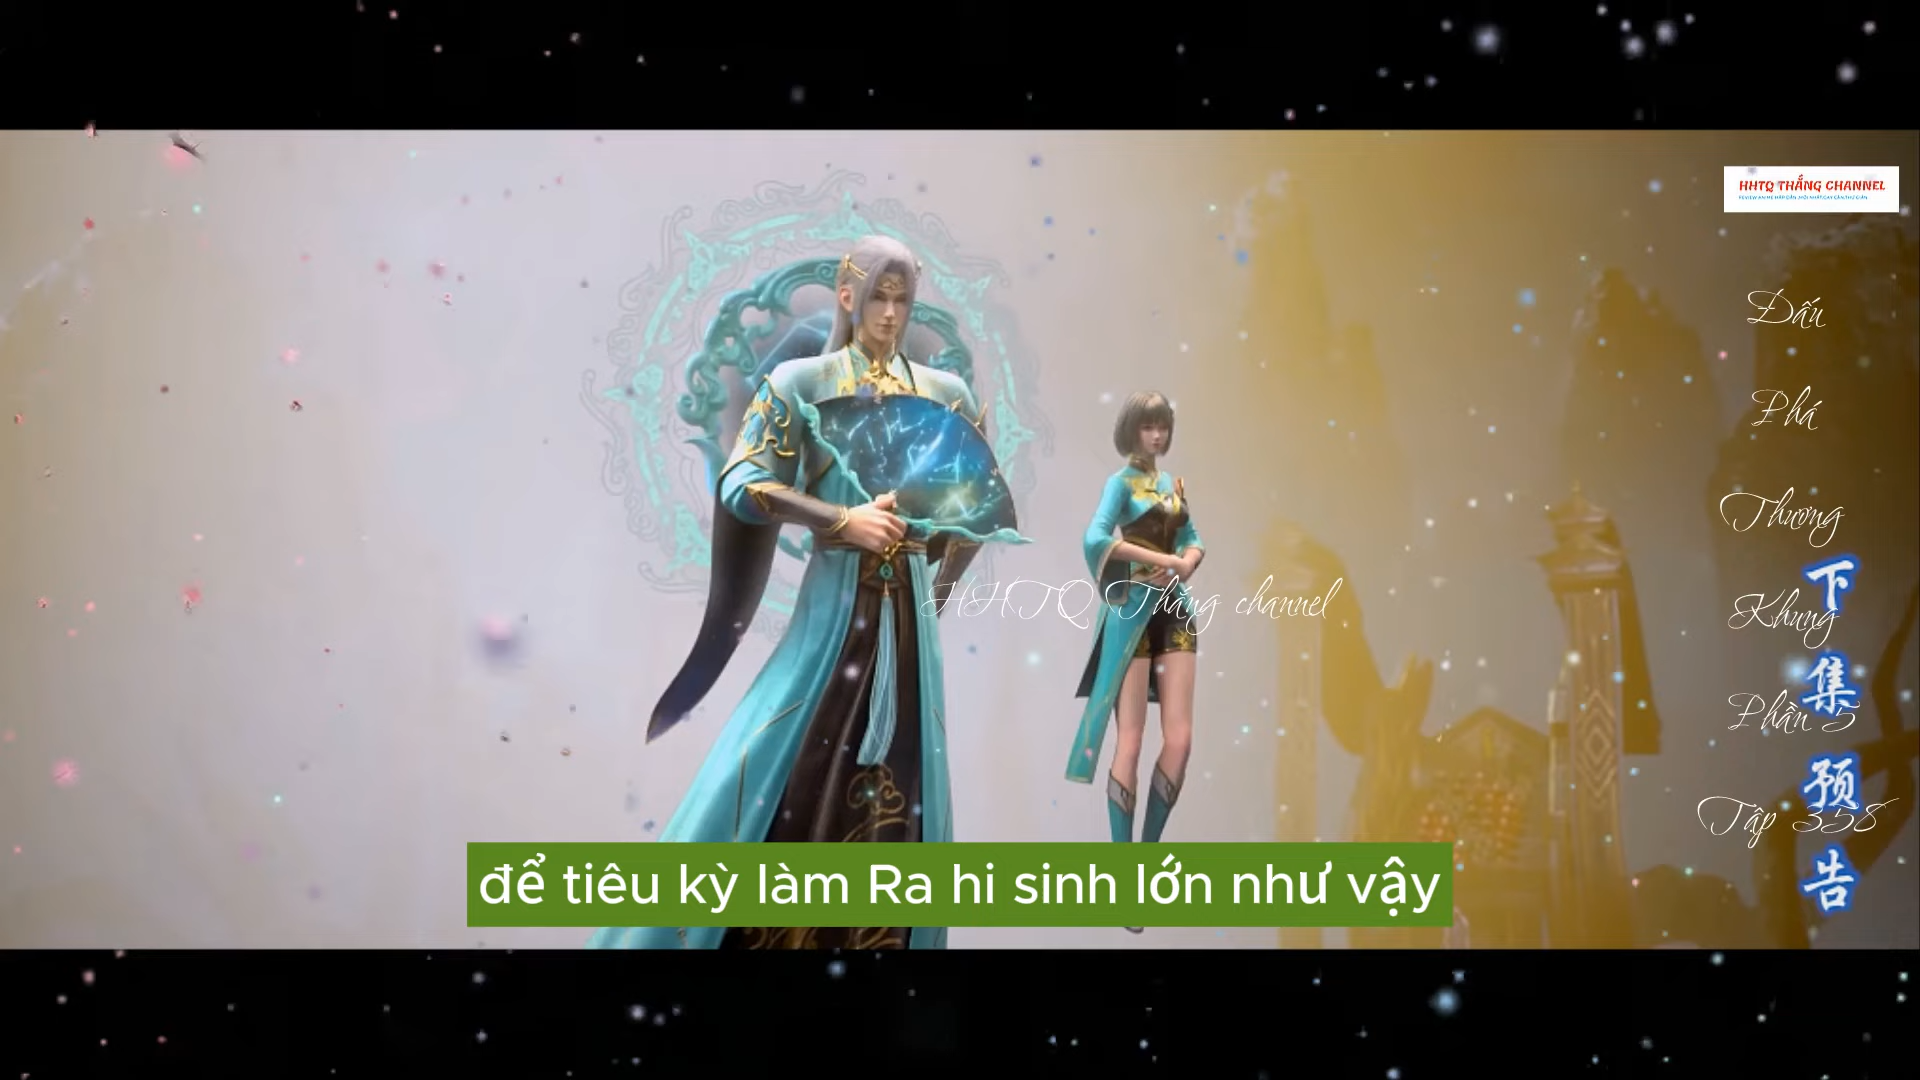 HHTQ THẮNG CHANNEL
Đấu
Phá
Thương
Khung
Phần 5
Tập 358
下
集
预
告
HHTQ Thắng channel
để tiêu kỳ làm Ra hi sinh lớn như vậy